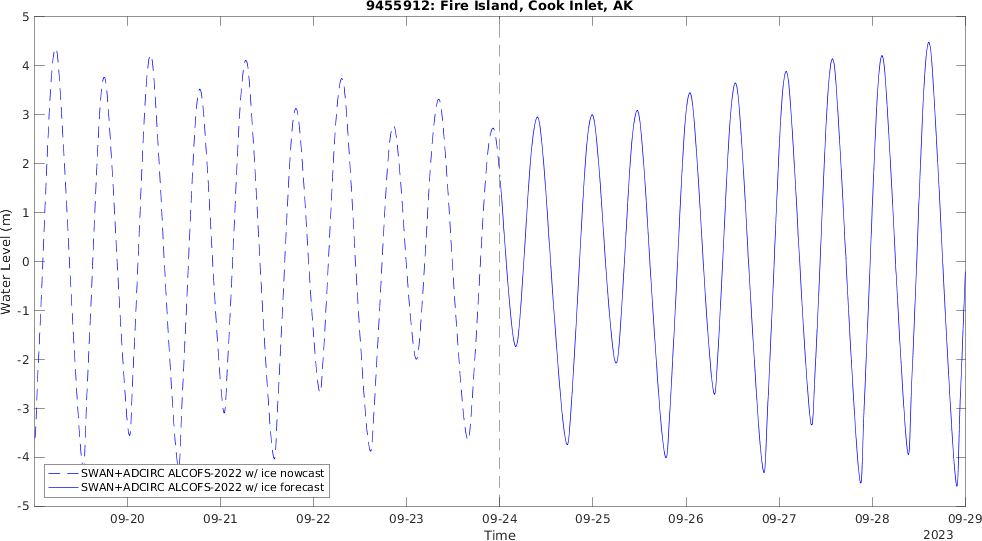 9455912: Fire Island, Cook Inlet, AK
5
4
3
2
1
0
-1
-2
-3
-4
-5
Water Level (m)
SWAN+ADCIRC ALCOFS-2022 w/ ice nowcast
SWAN+ADCIRC ALCOFS-2022 w/ ice forecast
09-20 09-21 09-22 09-23 09-24 09-25 09-26 09-27 09-28 09-29
Time
2023